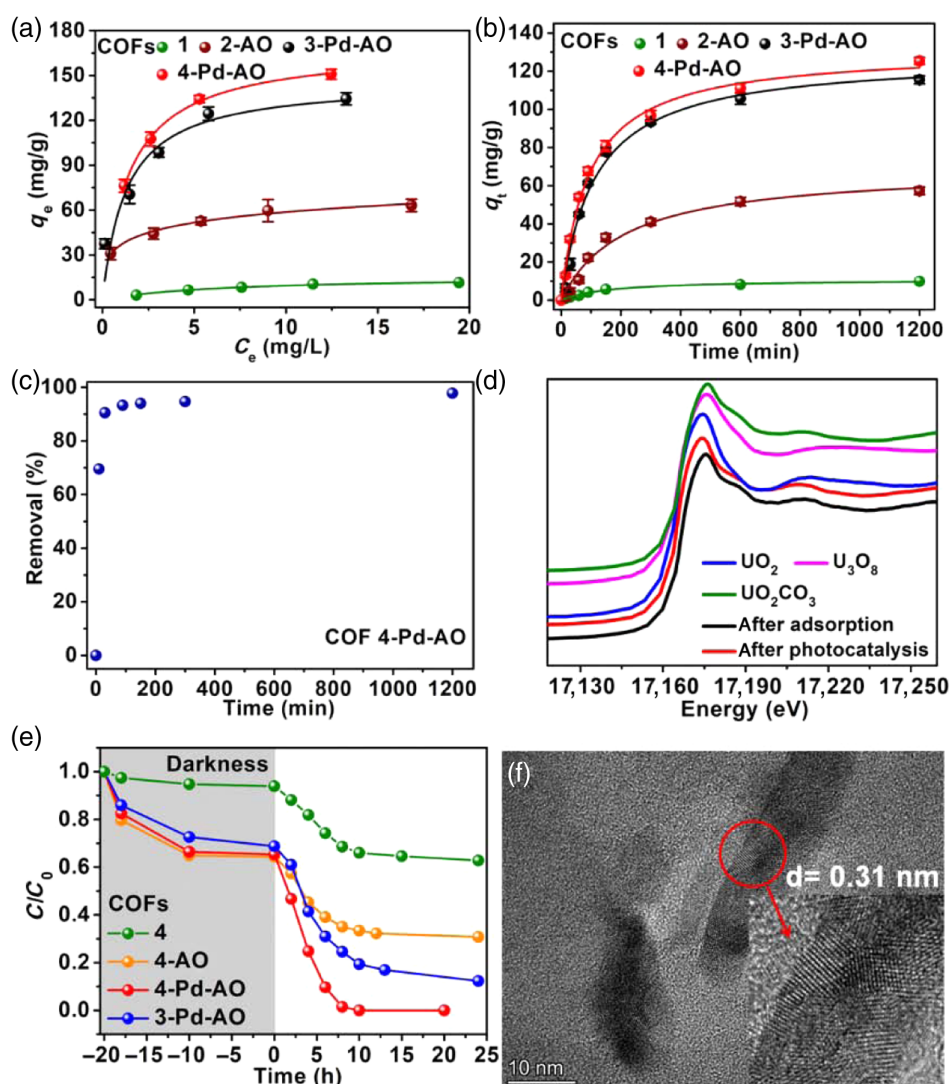 (a)
COFs 1 2-AO 3-Pd-AO
4-Pd-AO
qe (mg/g)
180
150
120
90
60
30
0
0 5 10 15 20
Ce (mg/L)
(b)
COFs 1 2-AO 3-Pd-AO
4-Pd-AO
qt (mg/g)
140
120
100
80
60
40
20
0
0 200 400 600 800 1000 1200
Time (min)
(c)
Removal (%)
100
80
60
40
20
0
COF 4-Pd-AO
0 200 400 600 800 1000 1200
Time (min)
(d)
UO2 U3O8
UO2CO3
After adsorption
After photocatalysis
17,130 17,160 17,190 17,220 17,250
Energy (eV)
(e)
Darkness
C/C0
1.0
0.8
0.6
0.4
0.2
0.0
COFs
4
4-AO
4-Pd-AO
3-Pd-AO
−20 −15 −10 −5 0 5 10 15 20 25
Time (h)
(f)
d= 0.31 nm
10 nm